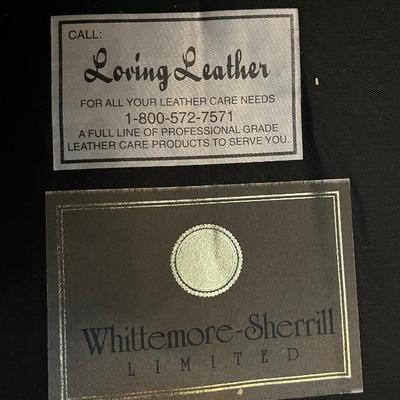 CALL:
Loving Leather
FOR ALL YOUR LEATHER CARE NEEDS
1-800-572-7571
A FULL LINE OF PROFESSIONAL GRADE
LEATHER CARE PRODUCTS TO SERVE YOU.
Whittemore-Sherrill
LIMITED